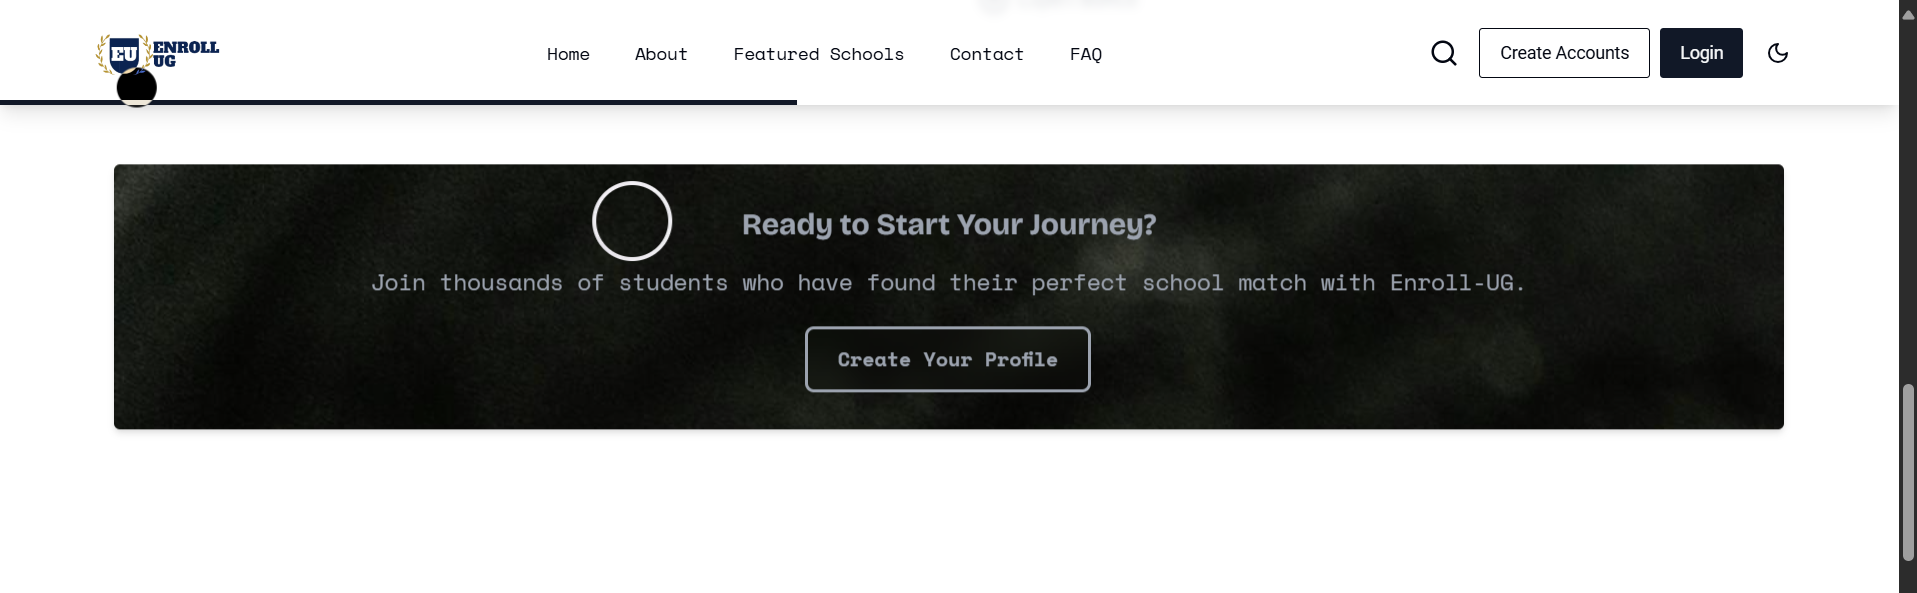 EU ENROLL
UG
Home About Featured Schools Contact FAQ
Create Accounts Login
Ready to Start Your Journey?
Join thousands of students who have found their perfect school match with Enroll-UG.
Create Your Profile